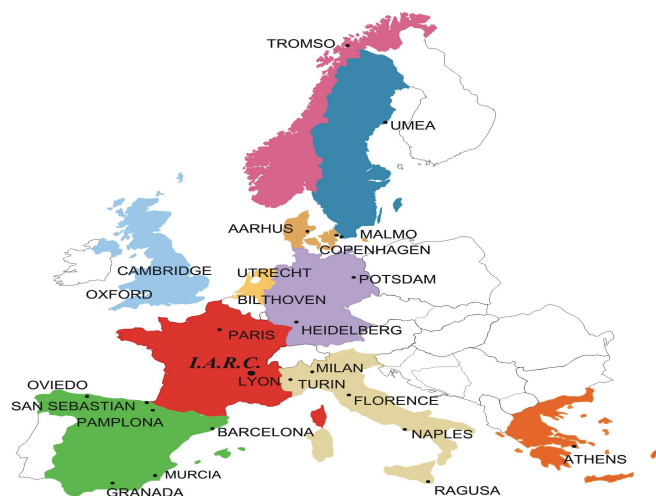 TROMSO
UMEA
AARHUS
MALMO
COPENHAGEN
CAMBRIDGE
UTRECHT
POTSDAM
OXFORD
BILTHOVEN
PARIS
HEIDELBERG
I.A.R.C.
MILAN
LYON
TURIN
OVIEDO
FLORENCE
SAN SEBASTIAN
PAMPLONA
BARCELONA
NAPLES
ATHENS
MURCIA
GRANADA
RAGUSA